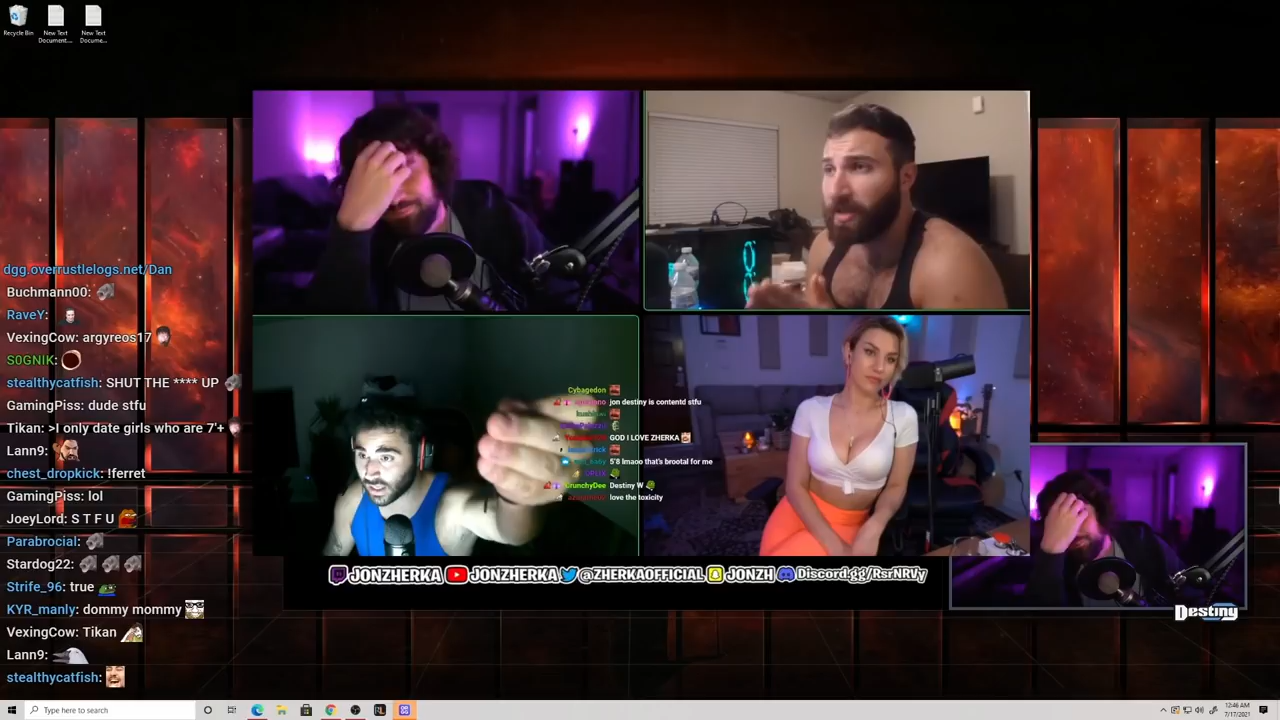 Recycle Bin
New Text Document...
New Text Docume...
dgg.overrustlelogs.net/Dan
Buchmann00:
RaveY:
VexingCow: argyreos17
S0GNIK:
stealthycatfish: SHUT THE **** UP
GamingPiss: dude stfu
Tikan: >I only date girls who are 7'+
Lann9:
chest_dropkick: !ferret
GamingPiss: lol
JoeyLord: S T F U
Parabrocial:
Stardog22:
Strife_96: true
KYR_manly: dommy mommy
VexingCow: Tikan
Lann9:
stealthycatfish:
Cybagedon
jon destiny is contentd stfu
GOD I LOVE ZHERKA
5'8 lmaoo that's brootal for me
CrunchyDee: Destiny W
love the toxicity
JONZHERKA JONZHERKA @ZHERKAOFFICIAL JONZH Discord.gg/RsrNRVy
Destiny
Type here to search
12:46 AM
7/17/2021